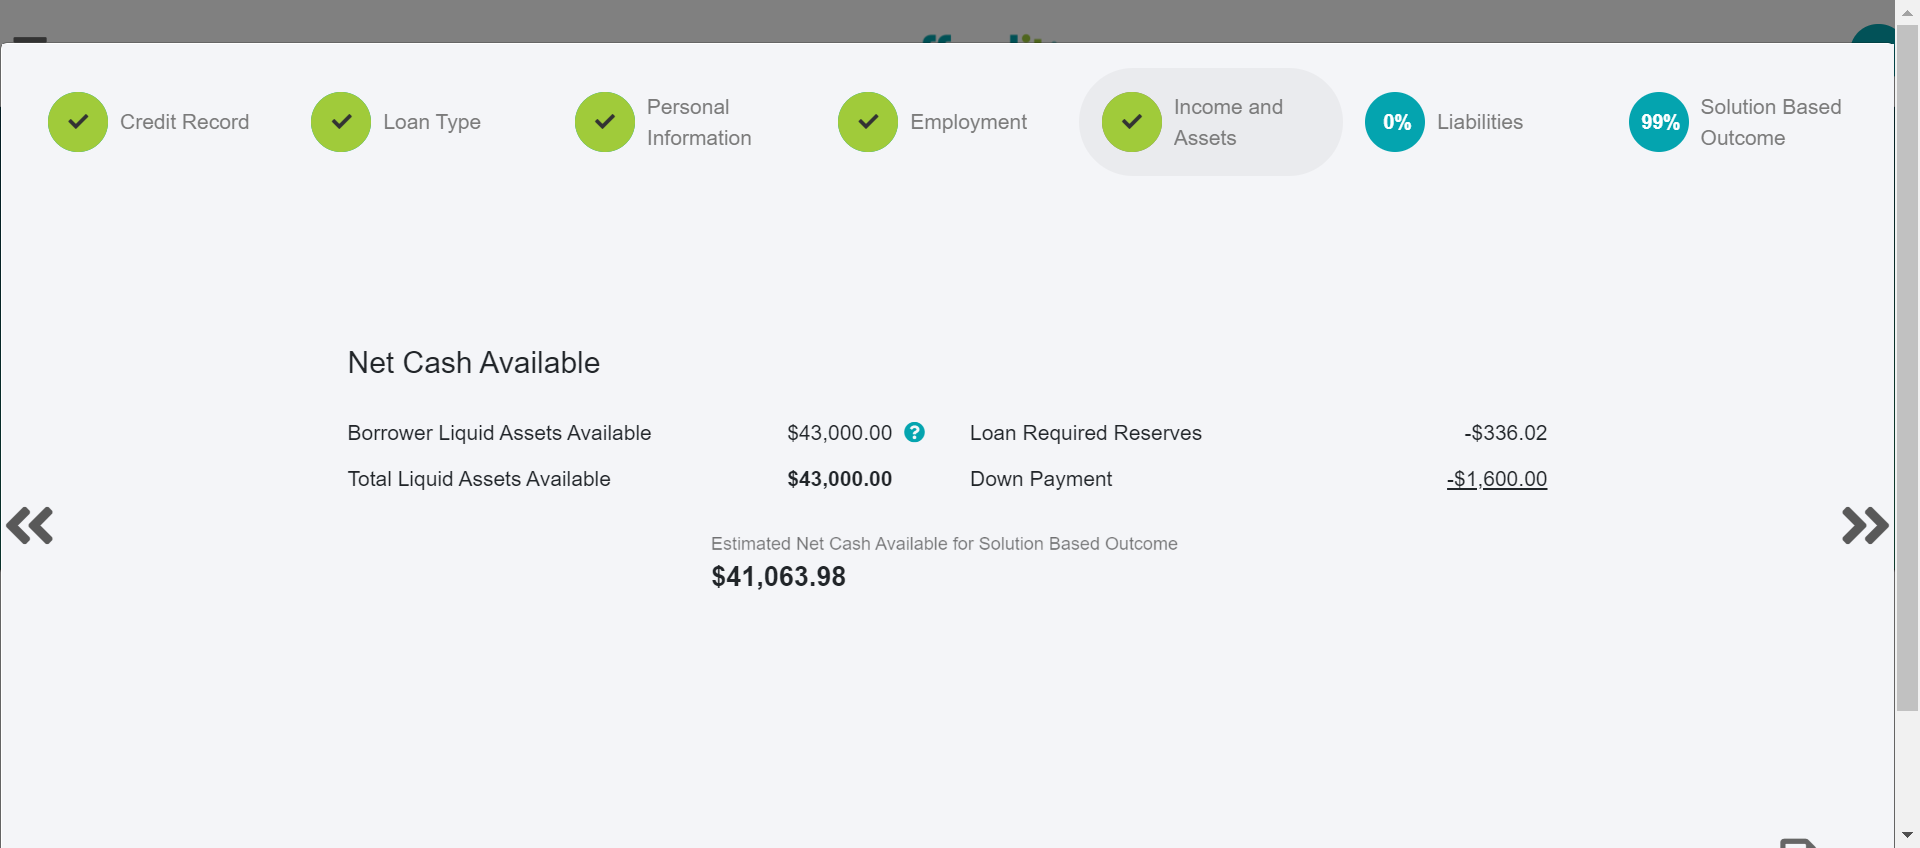 Credit Record
Loan Type
Personal
Information
Employment
Income and
Assets
0%
Liabilities
99%
Solution Based
Outcome
Net Cash Available
Borrower Liquid Assets Available $43,000.00 ? Loan Required Reserves -$336.02
Total Liquid Assets Available $43,000.00 Down Payment -$1,600.00
Estimated Net Cash Available for Solution Based Outcome
$41,063.98